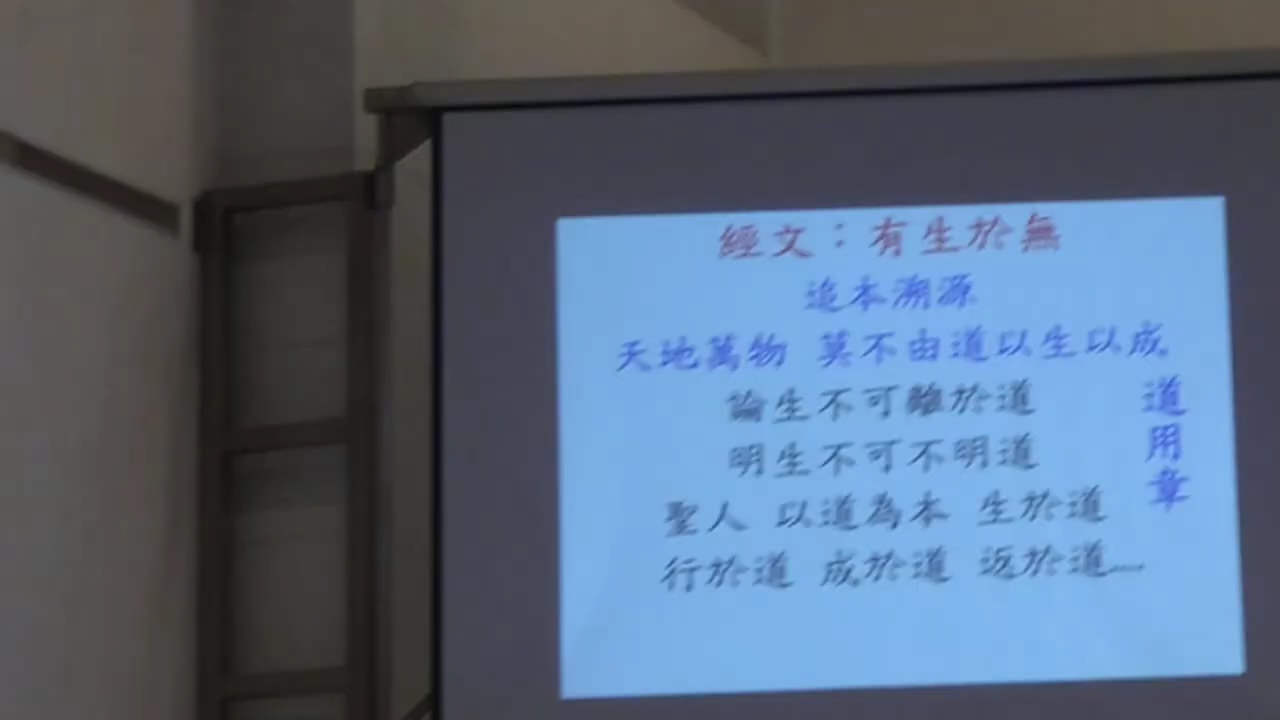 經文：有生於無
追本溯源
天地萬物 莫不由道以生以成
論生不可離於道
明生不可不明道
聖人 以道為本 生於道
行於道 成於道 返於道...
道用章